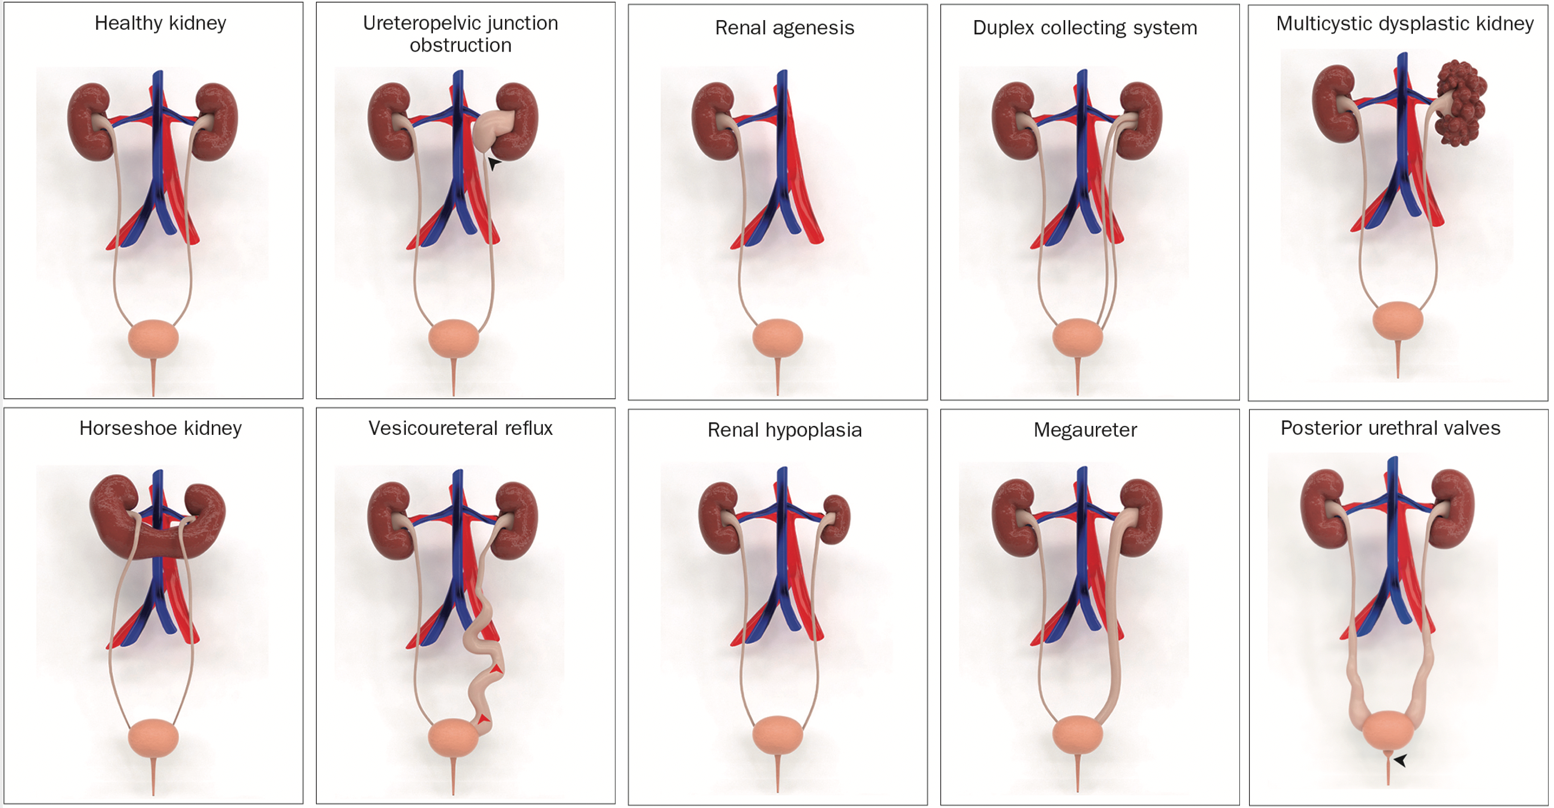 Healthy kidney
Ureteropelvic junction
obstruction
Renal agenesis
Duplex collecting system
Multicystic dysplastic kidney
Horseshoe kidney
Vesicoureteral reflux
Renal hypoplasia
Megaureter
Posterior urethral valves